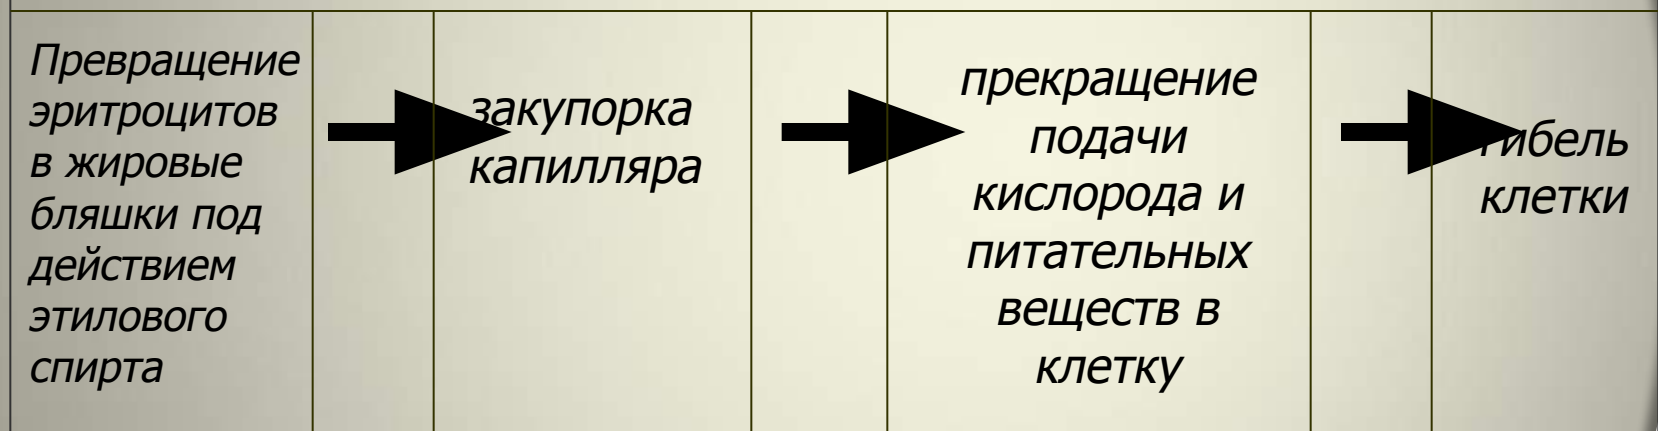 Превращение
эритроцитов
в жировые
бляшки под
действием
этилового
спирта
закупорка
капилляра
прекращение
подачи
кислорода и
питательных
веществ в
клетку
гибель
клетки